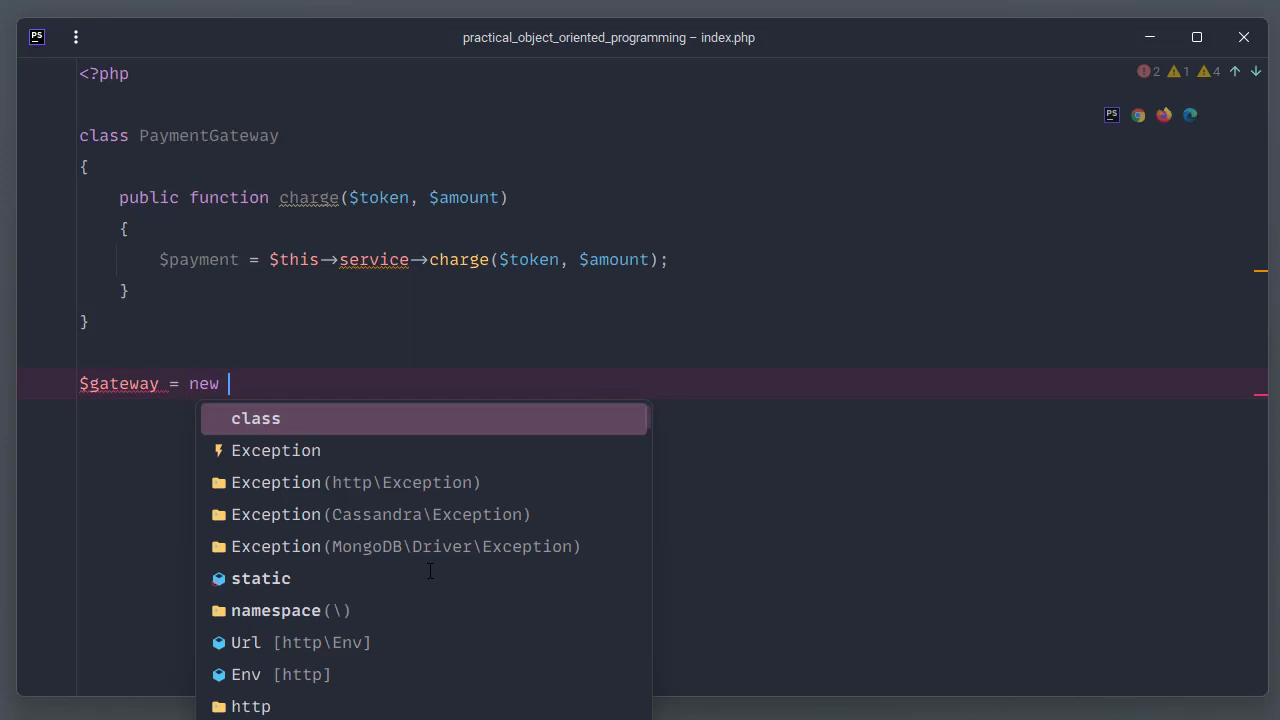 PS
practical_object_oriented_programming – index.php
<?php
2 1 4
PS
class PaymentGateway
{
public function charge($token, $amount)
{
$payment = $this->service->charge($token, $amount);
}
}
$gateway = new
class
Exception
Exception(http\Exception)
Exception(Cassandra\Exception)
Exception(MongoDB\Driver\Exception)
static
namespace(\)
Url [http\Env]
Env [http]
http